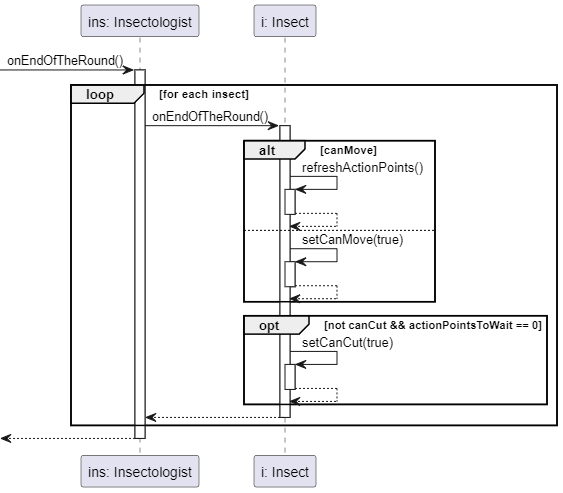 ins: Insectologist
i: Insect
onEndOfTheRound()
loop
[for each insect]
onEndOfTheRound()
alt
[canMove]
refreshActionPoints()
setCanMove(true)
opt
[not canCut && actionPointsToWait == 0]
setCanCut(true)
ins: Insectologist
i: Insect